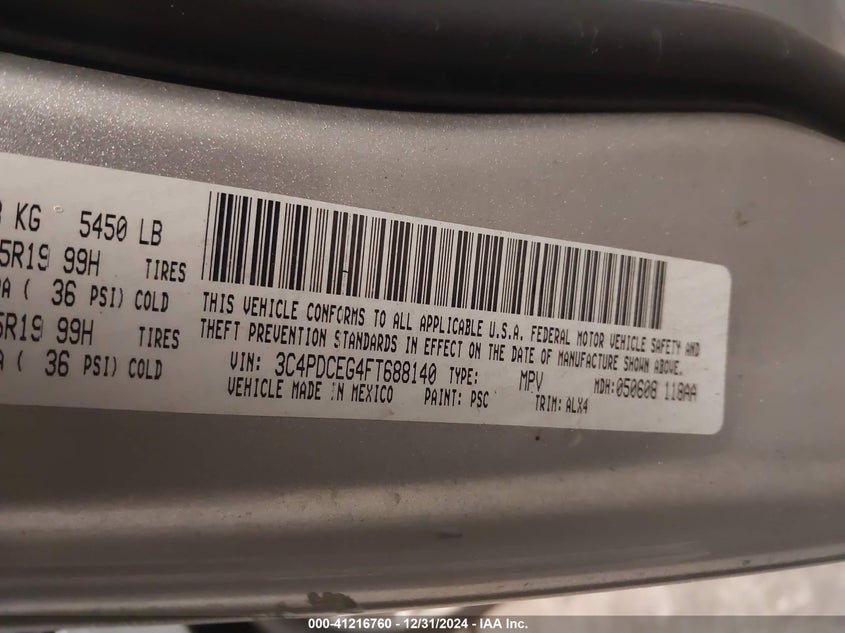 KG 5450 LB
5R19 99H TIRES
( 36 PSI) COLD
5R19 99H TIRES
( 36 PSI) COLD
THIS VEHICLE CONFORMS TO ALL APPLICABLE U.S.A. FEDERAL MOTOR VEHICLE SAFETY AND
THEFT PREVENTION STANDARDS IN EFFECT ON THE DATE OF MANUFACTURE SHOWN ABOVE.
VIN: 3C4PDCEG4FT688140 TYPE: MPV MDH: 050608 118AA
VEHICLE MADE IN MEXICO PAINT: PSC TRIM: ALX4
000-41216760 - 12/31/2024 - IAA Inc.